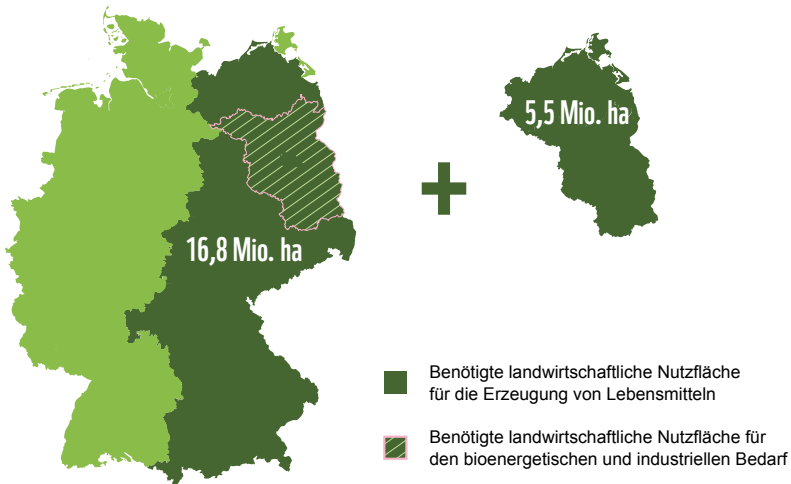 5,5 Mio. ha
16,8 Mio. ha
Benötigte landwirtschaftliche Nutzfläche
für die Erzeugung von Lebensmitteln
Benötigte landwirtschaftliche Nutzfläche für
den bioenergetischen und industriellen Bedarf